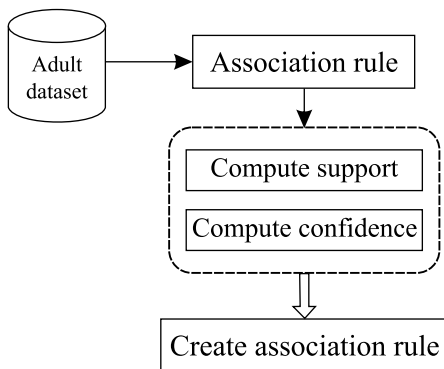 Adult
dataset
Association rule
Compute support
Compute confidence
Create association rule